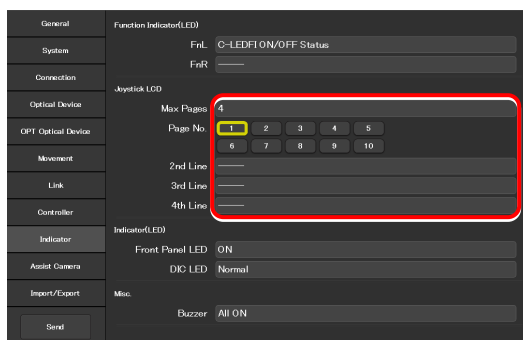 General
System
Connection
Optical Device
OPT Optical Device
Movement
Link
Controller
Indicator
Assist Camera
Import/Export
Send
Function Indicator(LED)
FnL C-LEDFI ON/OFF Status
FnR -----
Joystick LCD
Max Pages 4
Page No. 1 2 3 4 5
6 7 8 9 10
2nd Line -----
3rd Line -----
4th Line -----
Indicator(LED)
Front Panel LED ON
DIC LED Normal
Misc.
Buzzer All ON